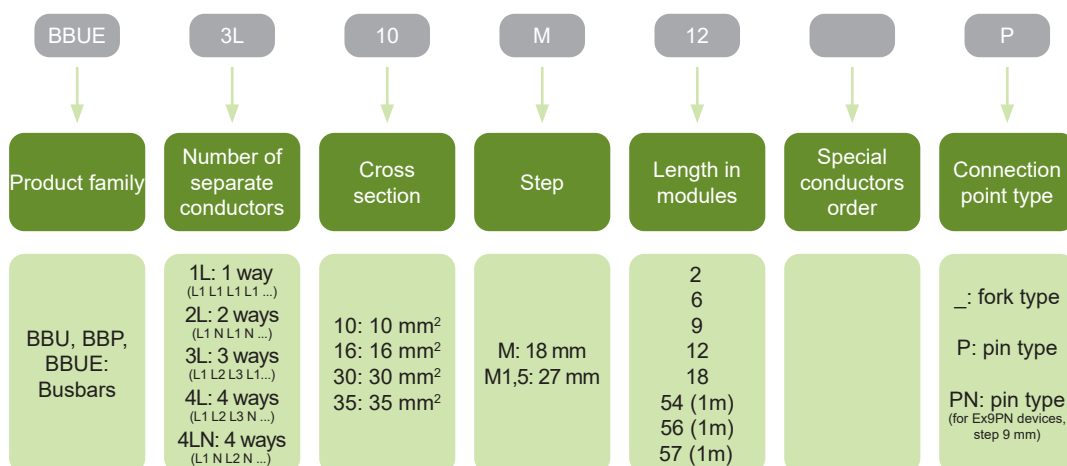 BBUE
3L
10
M
12
P
Product family
Number of
separate
conductors
Cross
section
Step
Length in
modules
Special
conductors
order
Connection
point type
BBU, BBP,
BBUE:
Busbars
1L: 1 way
(L1 L1 L1 L1 ...)
2L: 2 ways
(L1 N L1 N ...)
3L: 3 ways
(L1 L2 L3 L1...)
4L: 4 ways
(L1 L2 L3 N ...)
4LN: 4 ways
(L1 N L2 N ...)
10: 10 mm²
16: 16 mm²
30: 30 mm²
35: 35 mm²
M: 18 mm
M1,5: 27 mm
2
6
9
12
18
54 (1m)
56 (1m)
57 (1m)
_: fork type
P: pin type
PN: pin type
(for Ex9PN devices,
step 9 mm)